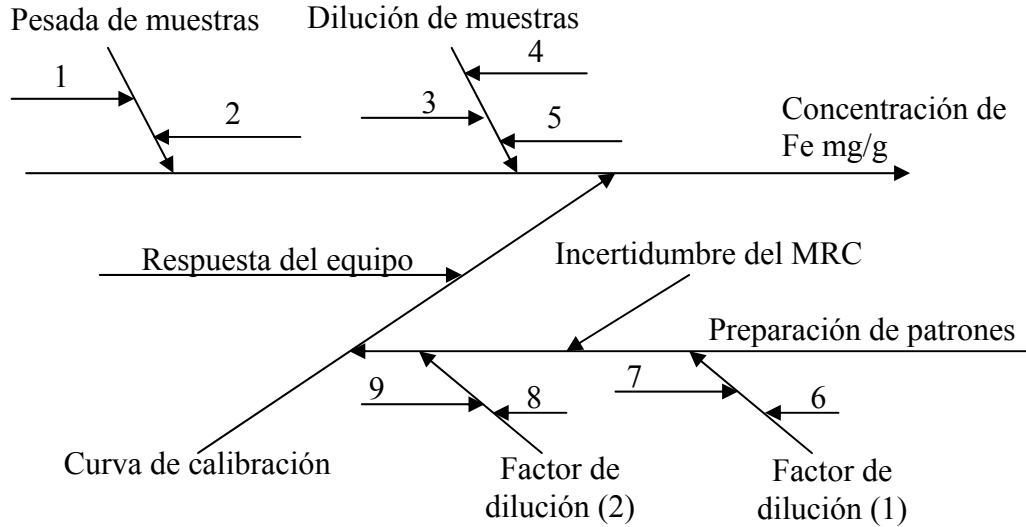 Pesada de muestras
Dilución de muestras
4
1
3
2
5
Concentración de
Fe mg/g
Respuesta del equipo
Incertidumbre del MRC
Preparación de patrones
9
8
7
6
Curva de calibración
Factor de
dilución (2)
Factor de
dilución (1)